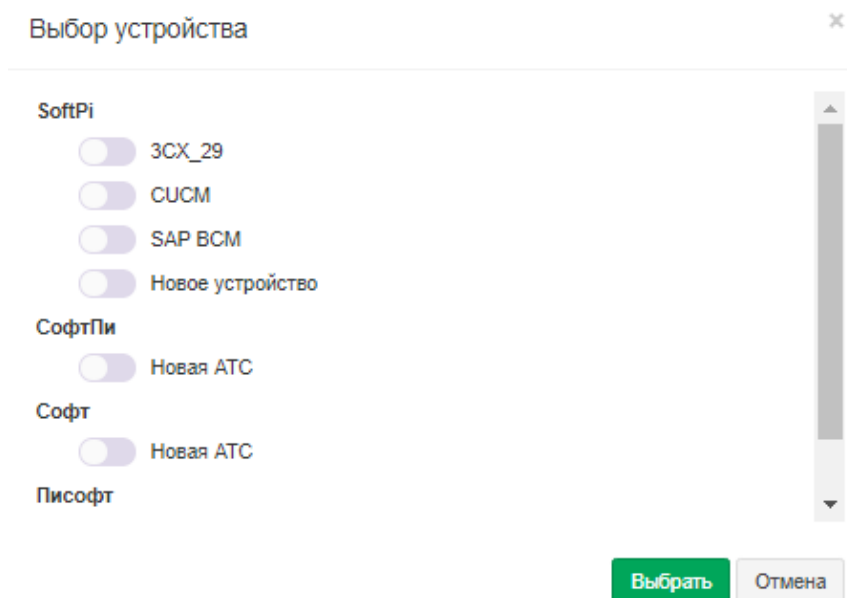 Выбор устройства
SoftPi
3CX_29
CUCM
SAP BCM
Новое устройство
СофтПи
Новая АТС
Софт
Новая АТС
Писофт
Выбрать
Отмена